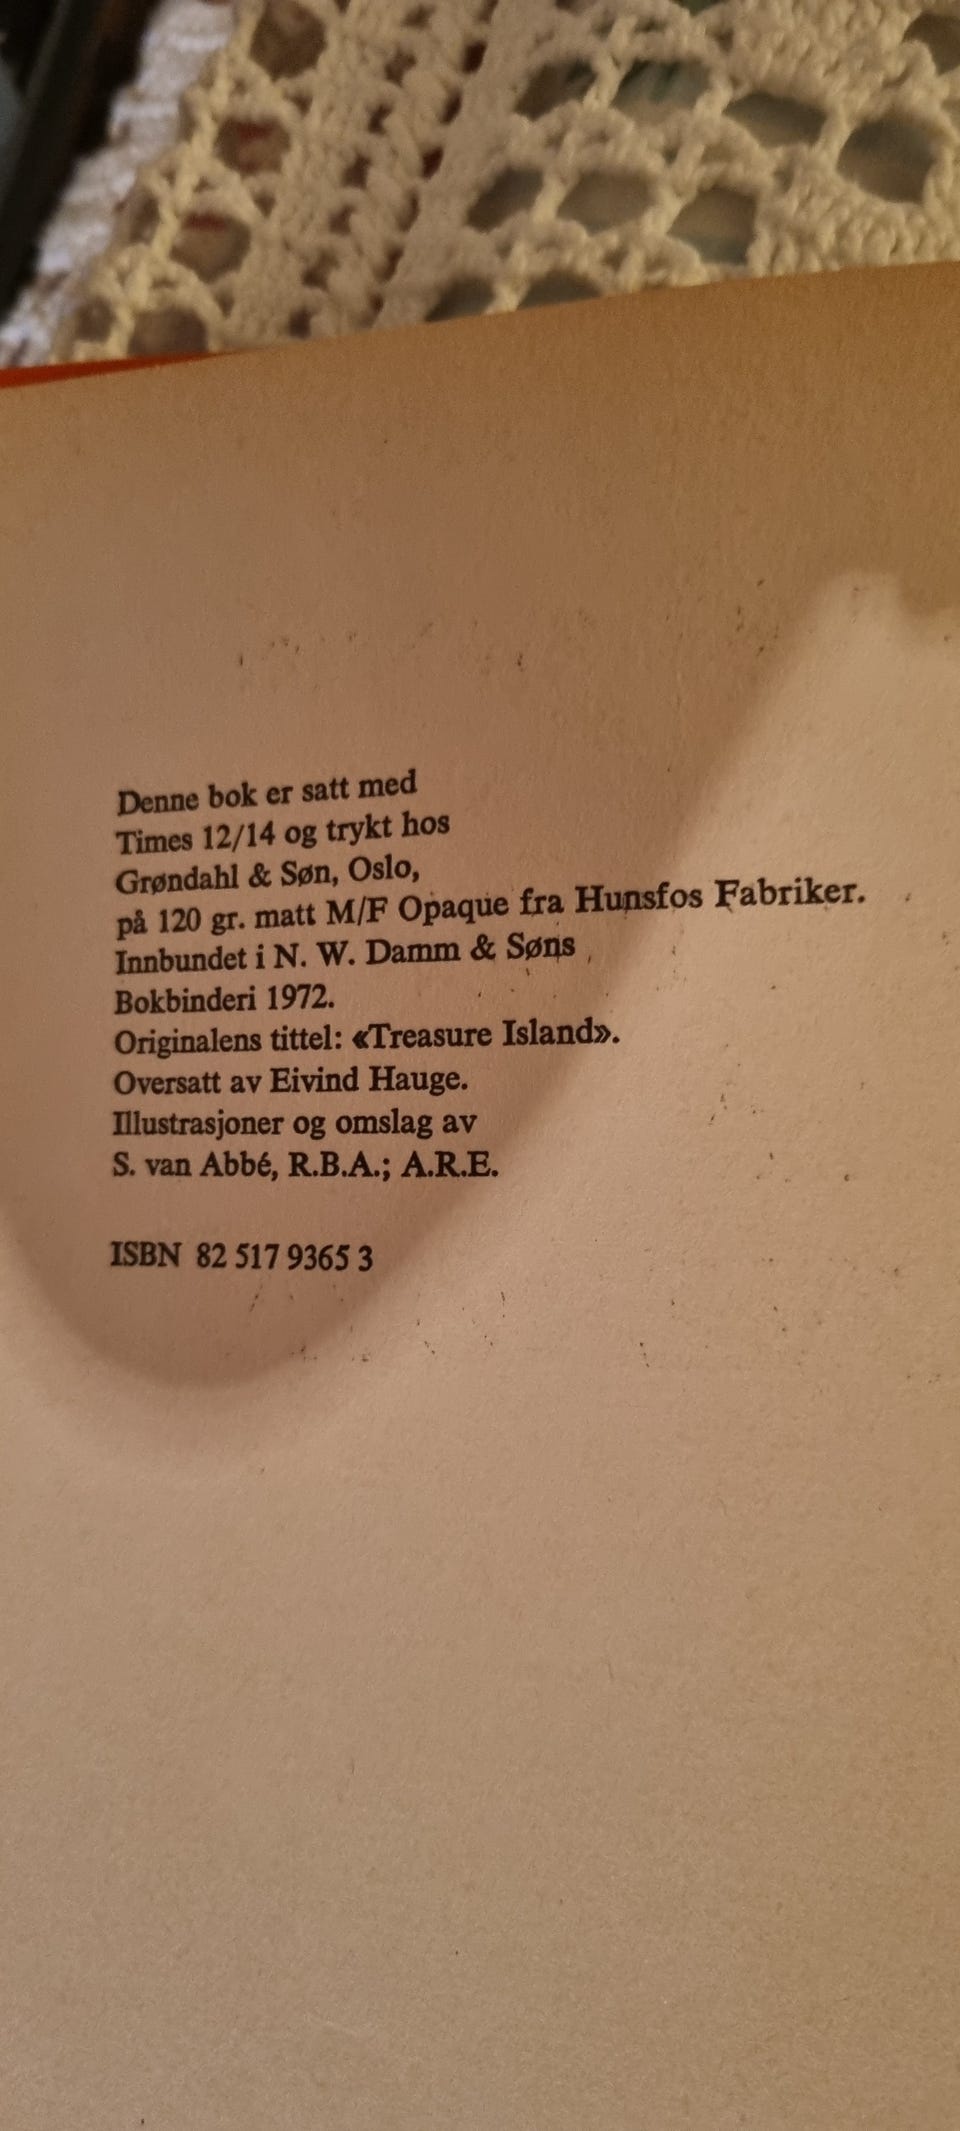 Denne bok er satt med
Times 12/14 og trykt hos
Grøndahl & Søn, Oslo,
på 120 gr. matt M/F Opaque fra Hunsfos Fabriker.
Innbundet i N. W. Damm & Søns
Bokbinderi 1972.
Originalens tittel: «Treasure Island».
Oversatt av Eivind Hauge.
Illustrasjoner og omslag av
S. van Abbé, R.B.A.; A.R.E.
ISBN 82 517 9365 3